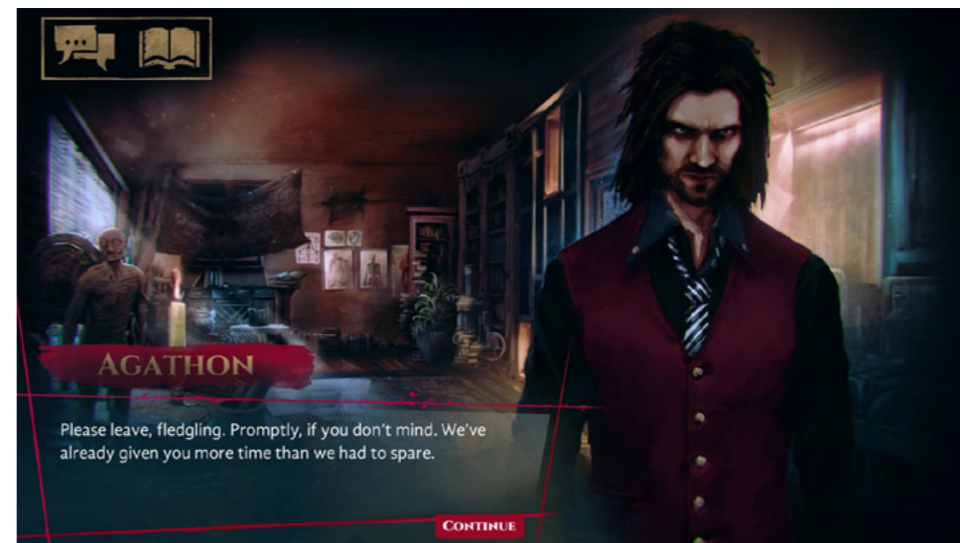 AGATHON
Please leave, fledgling. Promptly, if you don't mind. We've
already given you more time than we had to spare.
CONTINUE